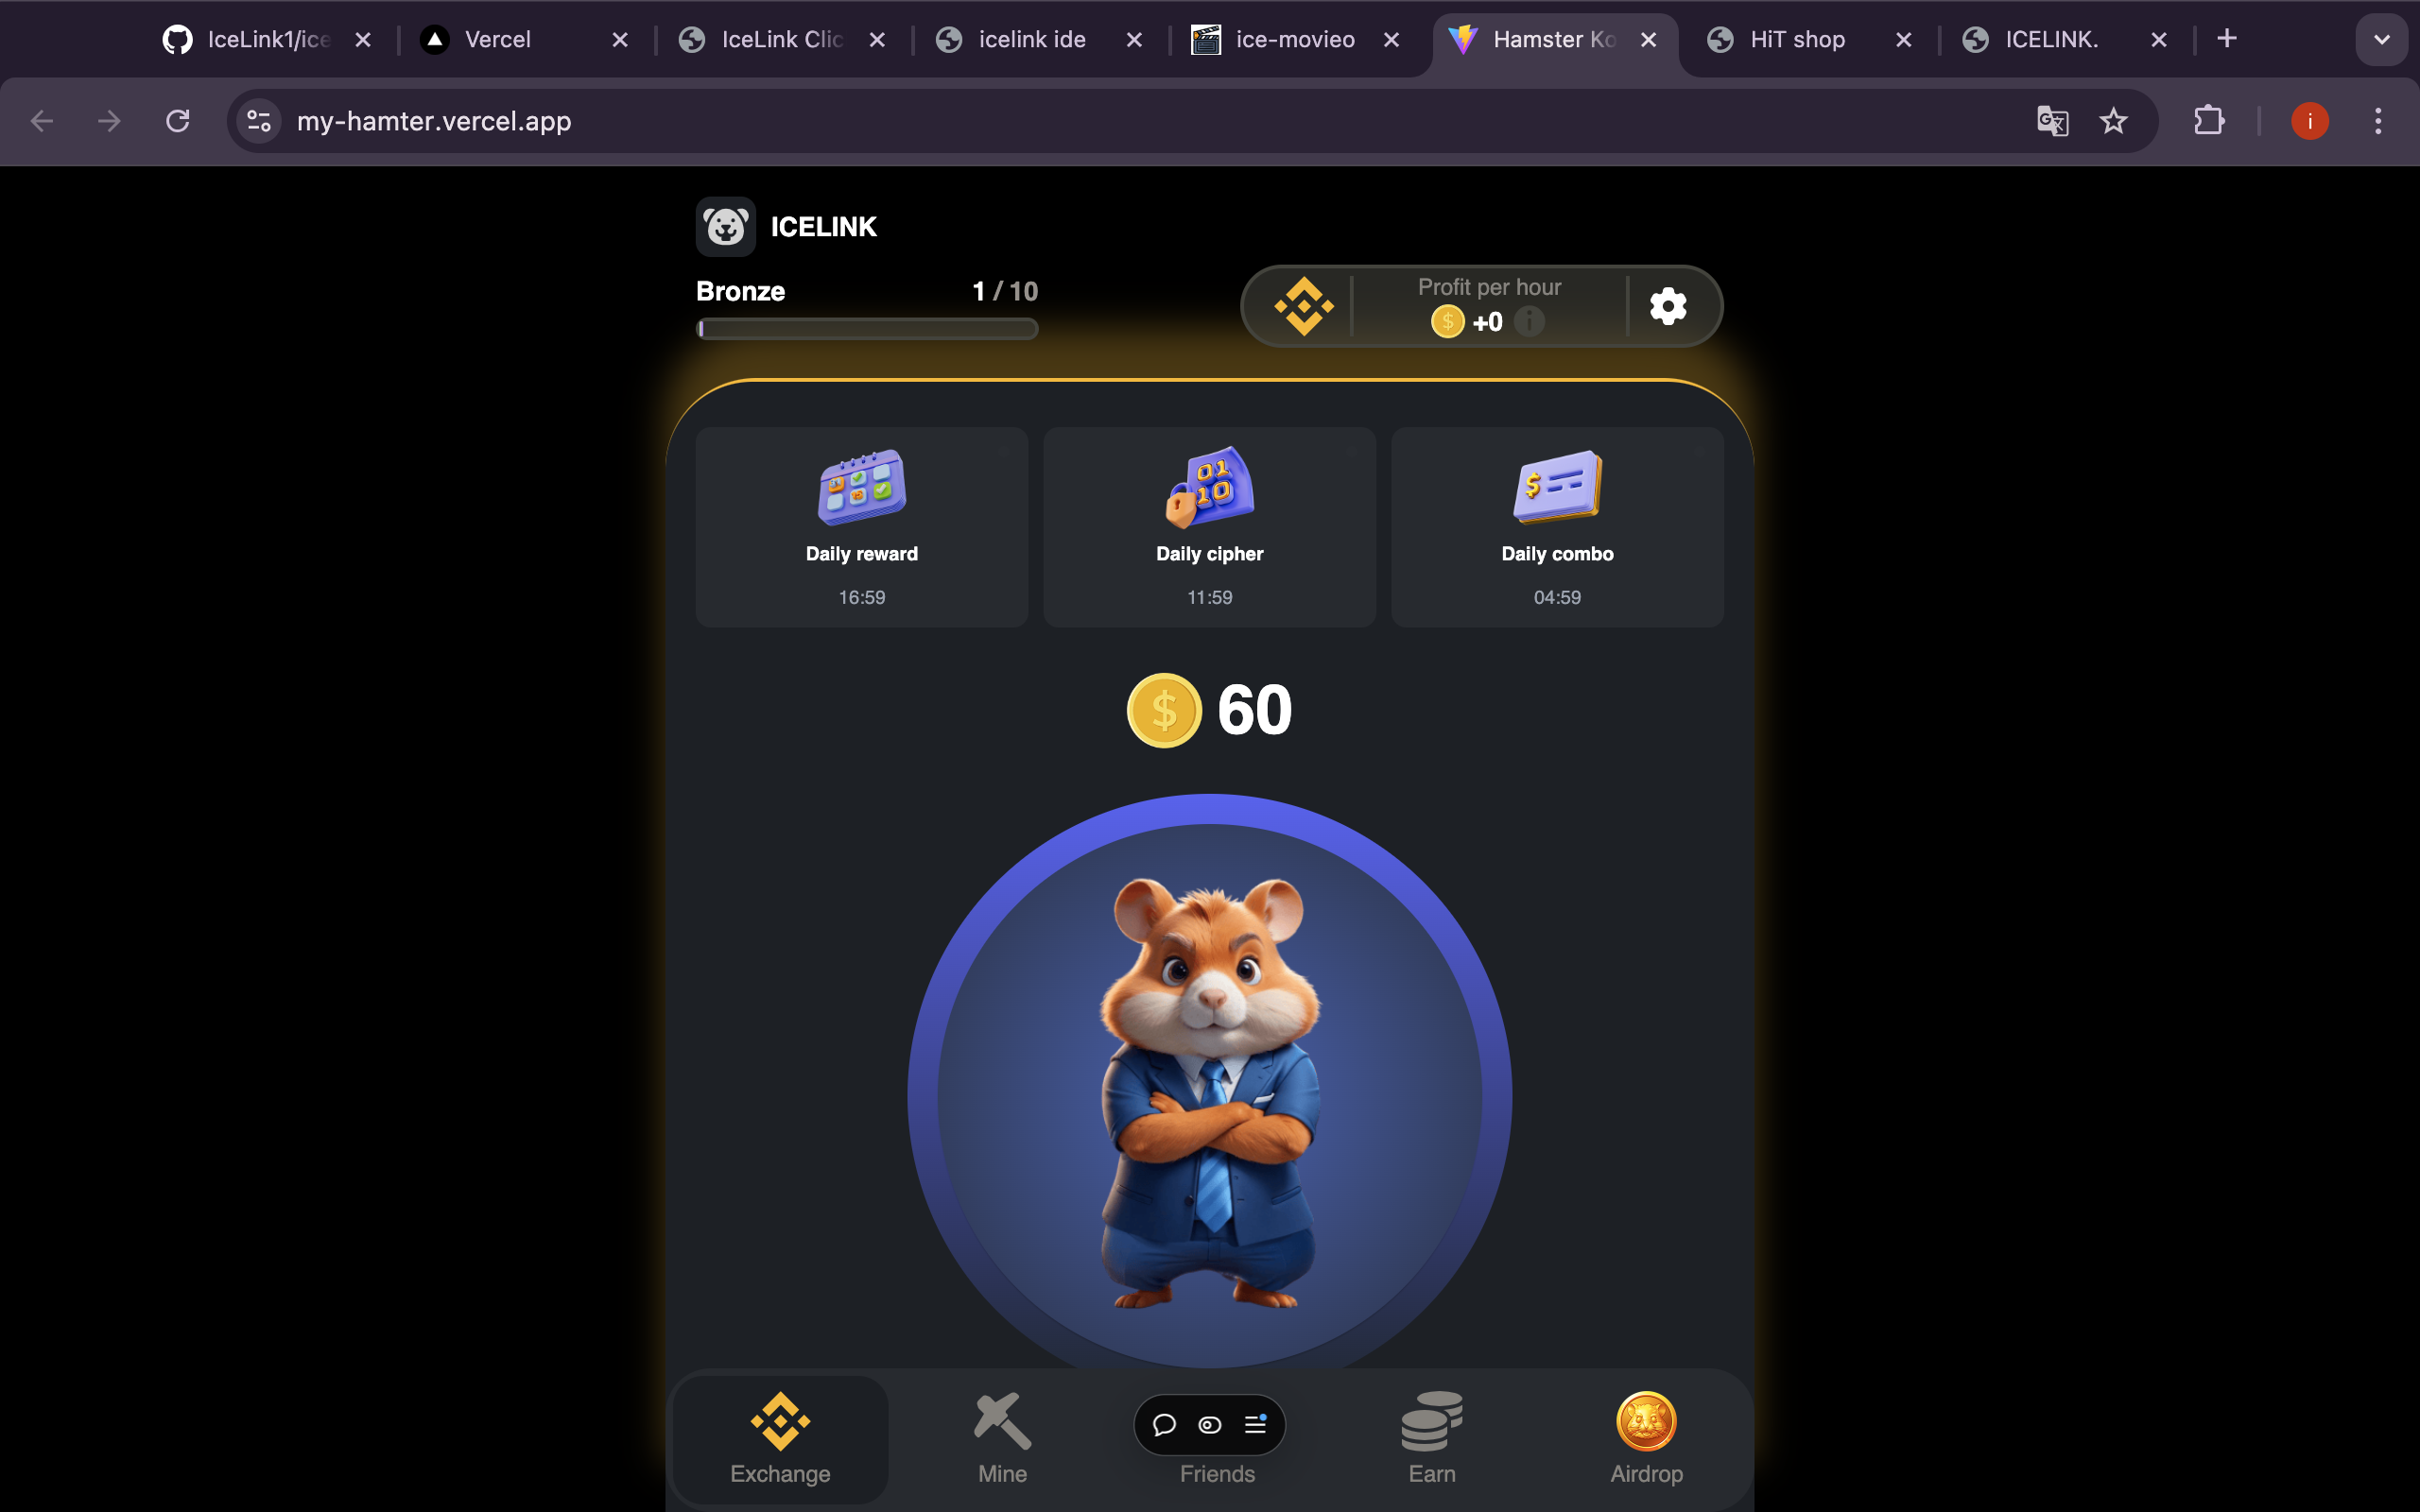 IceLink1/ice
Vercel
IceLink Clic
icelink ide
ice-movieo
Hamster Ko
HiT shop
ICELINK.
my-hamter.vercel.app
i
ICELINK
Bronze
1 / 10
Profit per hour
$ +0 i
Daily reward
16:59
Daily cipher
11:59
Daily combo
04:59
$ 60
Exchange
Mine
Friends
Earn
Airdrop